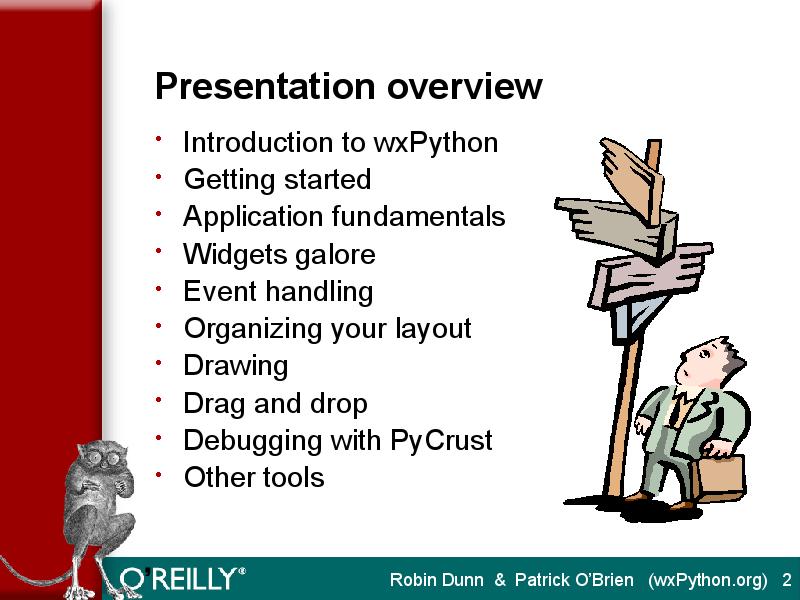 Presentation overview
• Introduction to wxPython
• Getting started
• Application fundamentals
• Widgets galore
• Event handling
• Organizing your layout
• Drawing
• Drag and drop
• Debugging with PyCrust
• Other tools
O'REILLY®
Robin Dunn & Patrick O'Brien (wxPython.org) 2